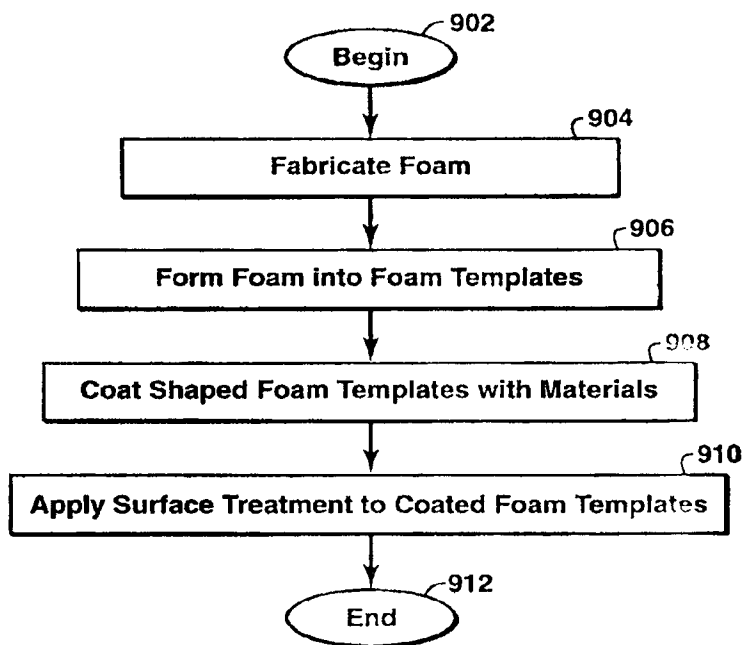 902
Begin
904
Fabricate Foam
906
Form Foam into Foam Templates
908
Coat Shaped Foam Templates with Materials
910
Apply Surface Treatment to Coated Foam Templates
912
End